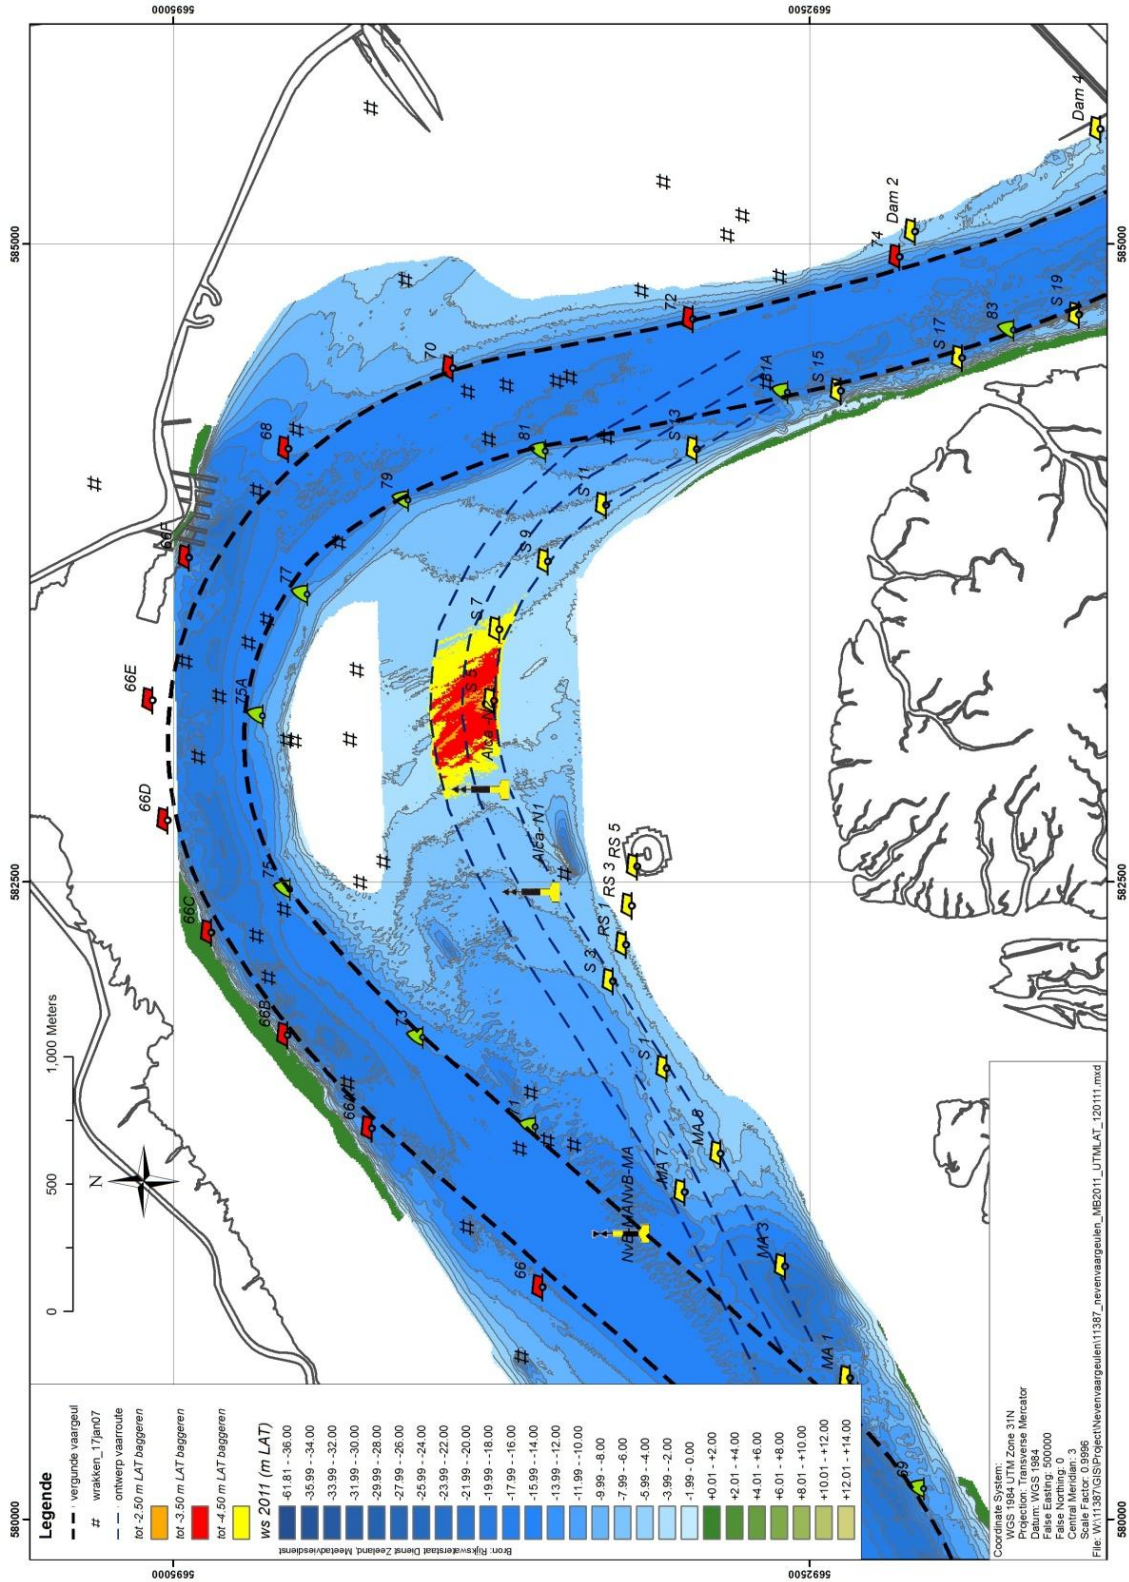 Legende
vergunde vaargeul
# wrakken_17jan07
ontwerp vaarroute
tot -2.50 m LAT baggeren
tot -3.50 m LAT baggeren
tot -4.50 m LAT baggeren
ws 2011 (m LAT)
-61.81 - -36.00
-35.99 - -34.00
-33.99 - -32.00
-31.99 - -30.00
-29.99 - -28.00
-27.99 - -26.00
-25.99 - -24.00
-23.99 - -22.00
-21.99 - -20.00
-19.99 - -18.00
-17.99 - -16.00
-15.99 - -14.00
-13.99 - -12.00
-11.99 - -10.00
-9.99 - -8.00
-7.99 - -6.00
-5.99 - -4.00
-3.99 - -2.00
-1.99 - 0.00
+0.01 - +2.00
+2.01 - +4.00
+4.01 - +6.00
+6.01 - +8.00
+8.01 - +10.00
+10.01 - +12.00
+12.01 - +14.00
Bron: Rijkswaterstaat Dienst Zeeland, Meetadviesdienst
Coordinate System:
WGS 1984 UTM Zone 31N
Projection: Transverse Mercator
Datum: WGS 1984
False Easting: 500000
False Northing: 0
Central Meridian: 3
Scale Factor: 0.9996
File: W:\11387\GIS\Project\Nevenvaargeulen\11387_nevenvaargeulen_MB2011_UTMLAT_120111.mxd
0
500
1,000 Meters
N
580000
582500
585000
580000
582500
585000
5695000
5692500
5695000
5692500
66
66A
66B
66C
66D
66E
66F
68
70
72
74
Dam 2
Dam 4
69
71
73
75
75A
77
79
81
81A
83
MA 1
MA 3
MA 7
MA 8
NvB-MA
NvB-MA
S 1
S 3
S 5
S 7
S 9
S 11
S 13
S 15
S 17
S 19
RS
RS 3
RS 5
Alca- N1
Alca -N2